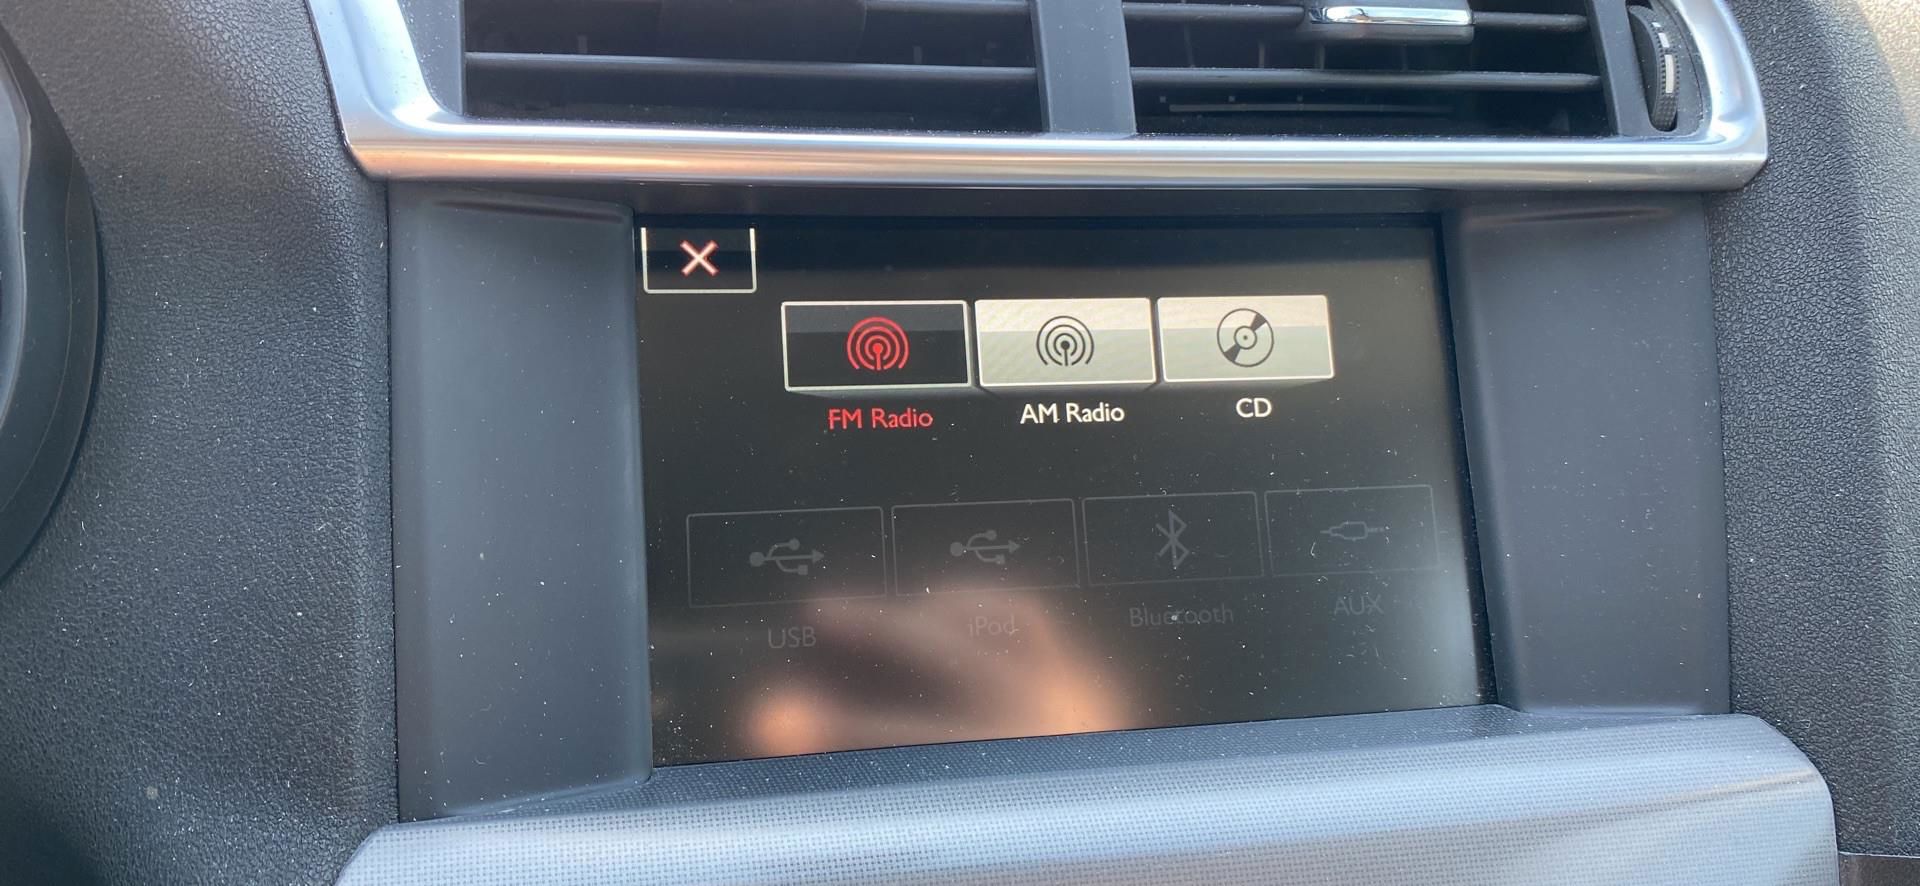 FM Radio
AM Radio
CD
USB
iPod
Bluetooth
AUX